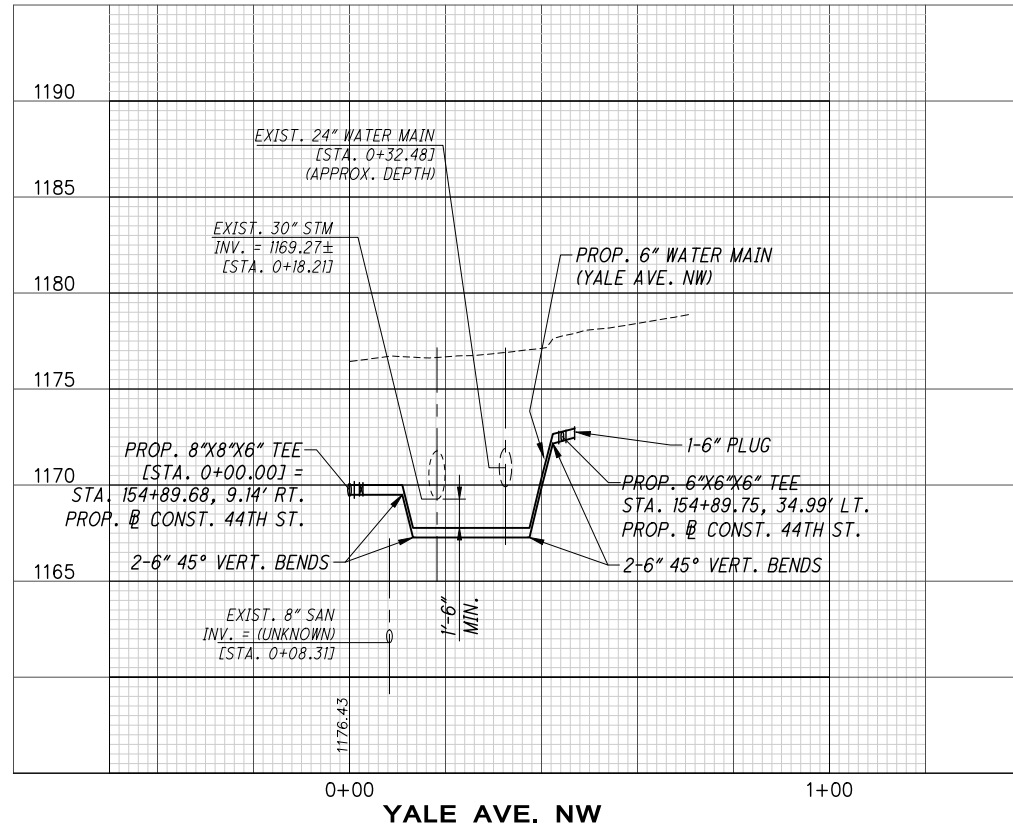 1190
1185
1180
1175
1170
1165
EXIST. 24" WATER MAIN
[STA. 0+32.48]
(APPROX. DEPTH)
EXIST. 30" STM
INV. = 1169.27±
[STA. 0+18.21]
PROP. 6" WATER MAIN
(YALE AVE. NW)
PROP. 8"X8"X6" TEE
[STA. 0+00.00] =
STA. 154+89.68, 9.14' RT.
PROP. ⅊ CONST. 44TH ST.
2-6" 45° VERT. BENDS
1-6" PLUG
PROP. 6"X6"X6" TEE
STA. 154+89.75, 34.99' LT.
PROP. ⅊ CONST. 44TH ST.
2-6" 45° VERT. BENDS
EXIST. 8" SAN
INV. = (UNKNOWN)
[STA. 0+08.31]
1'-6"
MIN.
1176.43
0+00
1+00
YALE AVE. NW